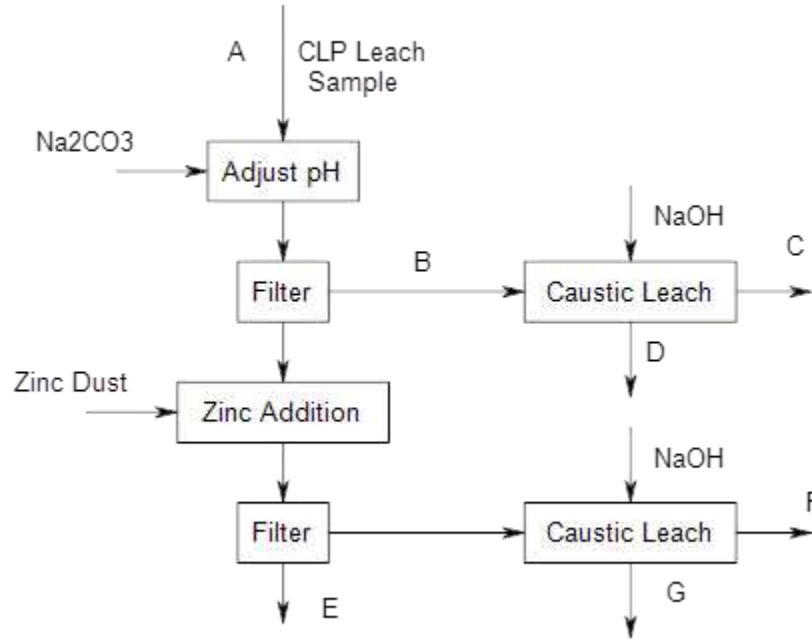 A
CLP Leach
Sample
Na2CO3
Adjust pH
NaOH
B
C
Filter
Caustic Leach
D
Zinc Dust
Zinc Addition
NaOH
F
Filter
Caustic Leach
E
G